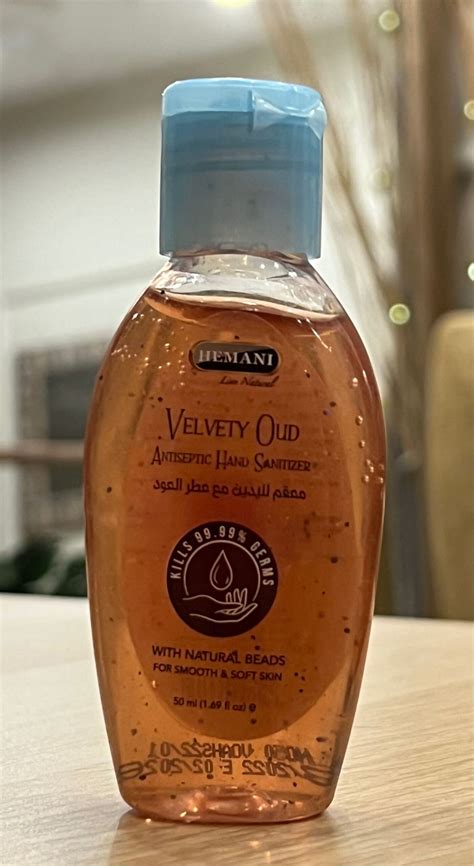 HEMANI
Live Natural
VELVETY OUD
ANTISEPTIC HAND SANITIZER
معقم لليدين مع عطر العود
KILLS 99.99% GERMS
WITH NATURAL BEADS
FOR SMOOTH & SOFT SKIN
50 ml (1.69 fl oz) e